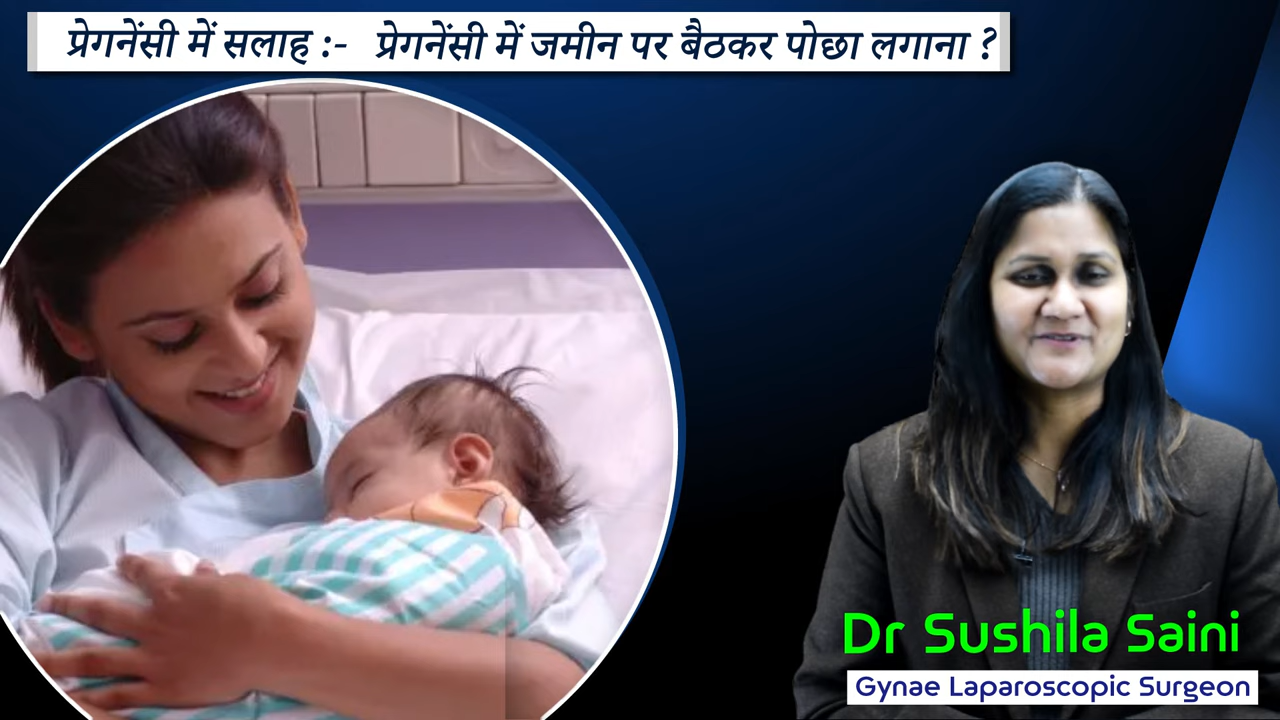 प्रेगनेंसी में सलाह :- प्रेगनेंसी में जमीन पर बैठकर पोछा लगाना ?
Dr Sushila Saini
Gynae Laparoscopic Surgeon